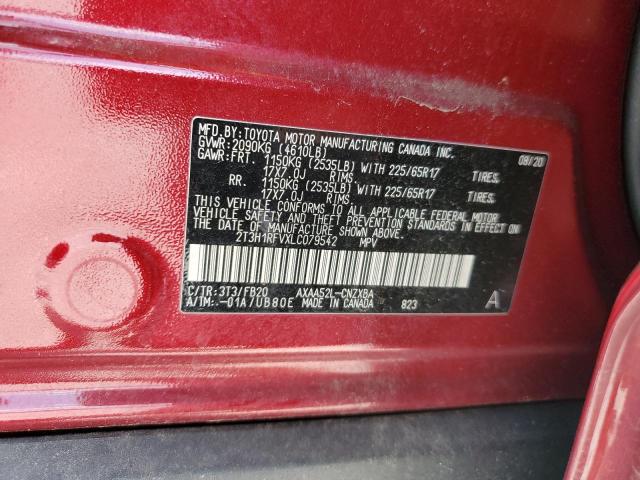 MFD.BY:TOYOTA MOTOR MANUFACTURING CANADA INC. 08/20
GVWR:2090KG (4610LB)
GAWR:FRT. 1150KG (2535LB) WITH 225/65R17 TIRES.
17X7.0J RIMS.
RR. 1150KG (2535LB) WITH 225/65R17 TIRES.
17X7.0J RIMS.
THIS VEHICLE CONFORMS TO ALL APPLICABLE FEDERAL MOTOR
VEHICLE SAFETY AND THEFT PREVENTION STANDARDS IN EFFECT
ON THE DATE OF MANUFACTURE SHOWN ABOVE.
2T3H1RFVXLC079542 MPV
C/TR:3T3/FB20 AXAA52L-CNZXBA
A/TM:-01A/UB80E MADE IN CANADA 823 A